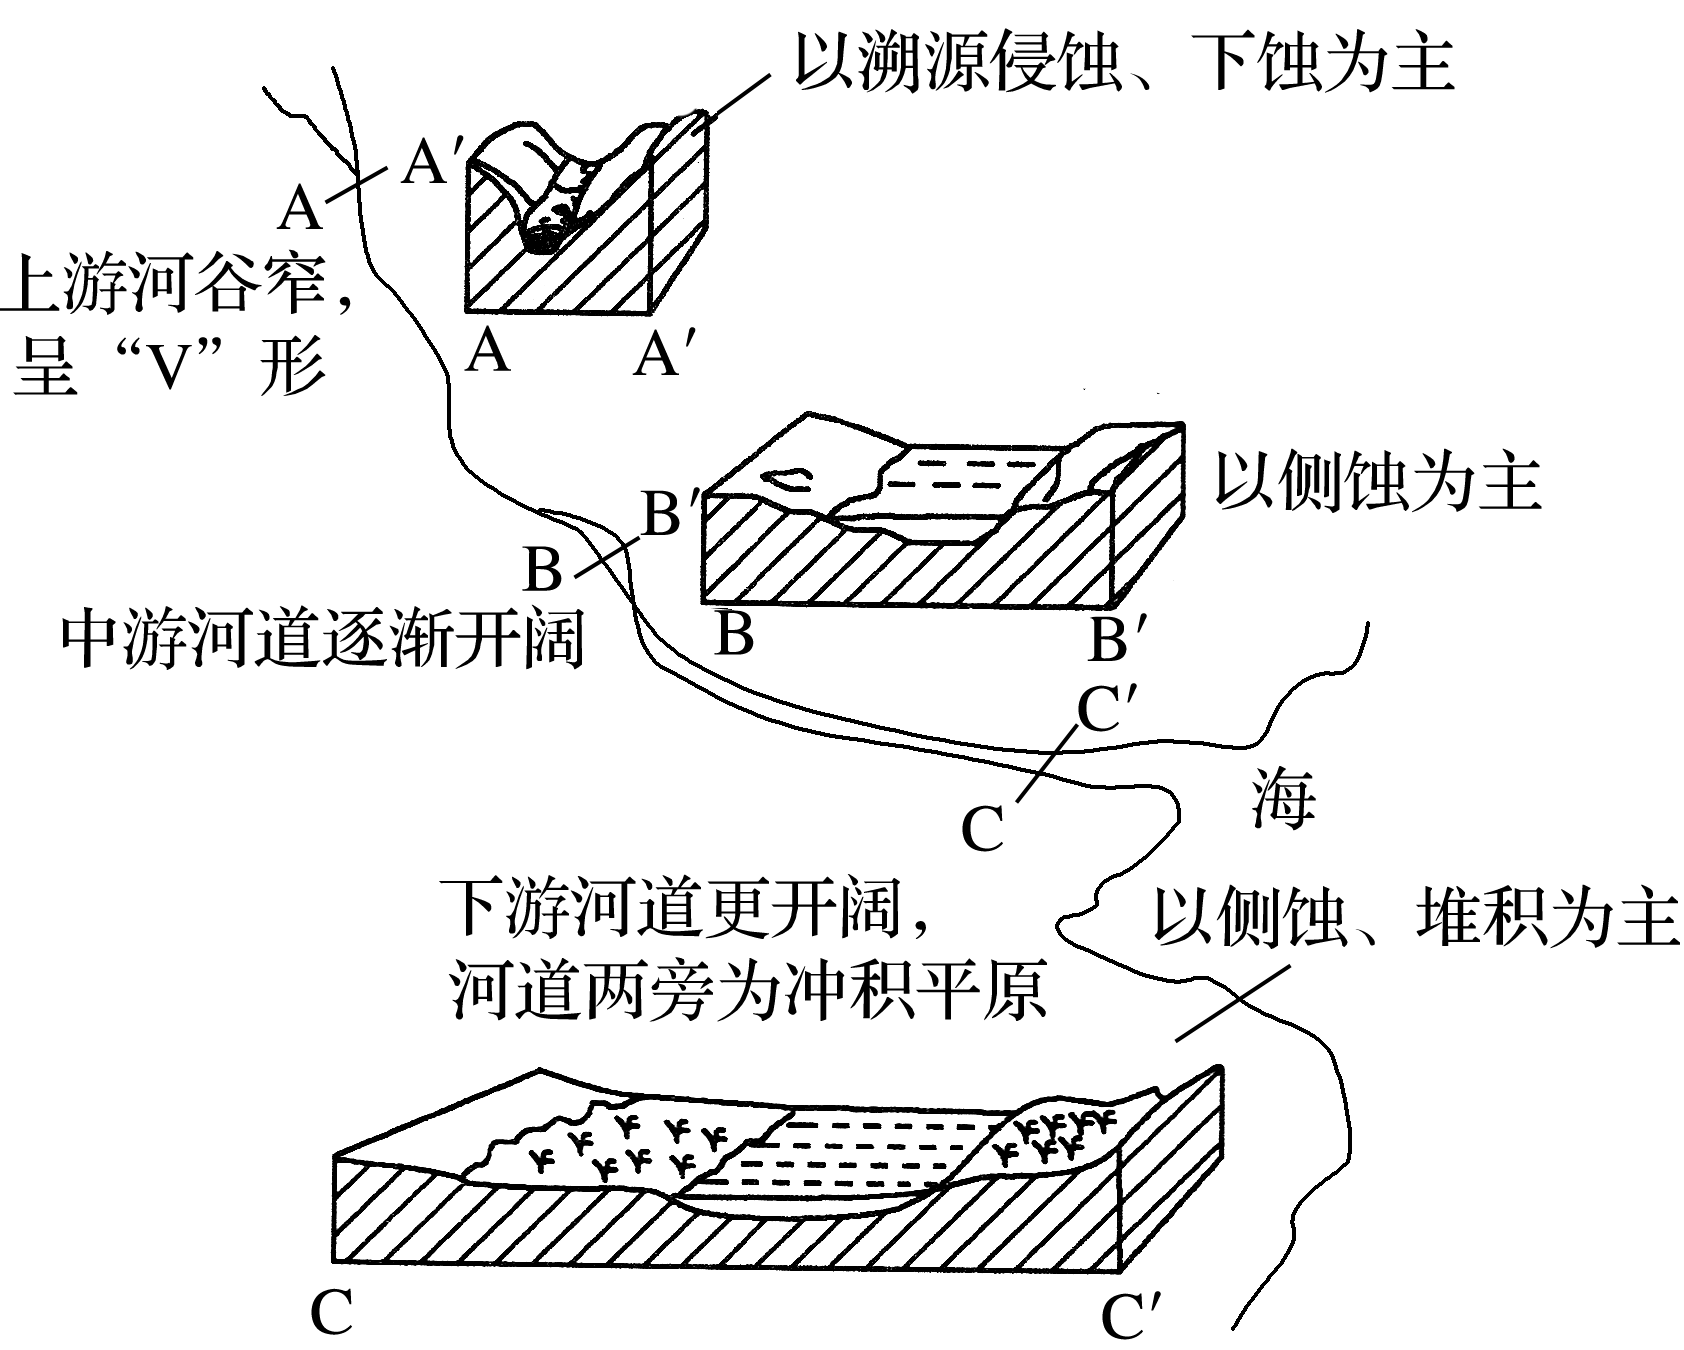 以溯源侵蚀、下蚀为主
A′
A
上游河谷窄，
呈“V”形
A
A′
以侧蚀为主
B′
B
中游河道逐渐开阔
B
B′
C′
C
海
下游河道更开阔，
河道两旁为冲积平原
以侧蚀、堆积为主
C
C′